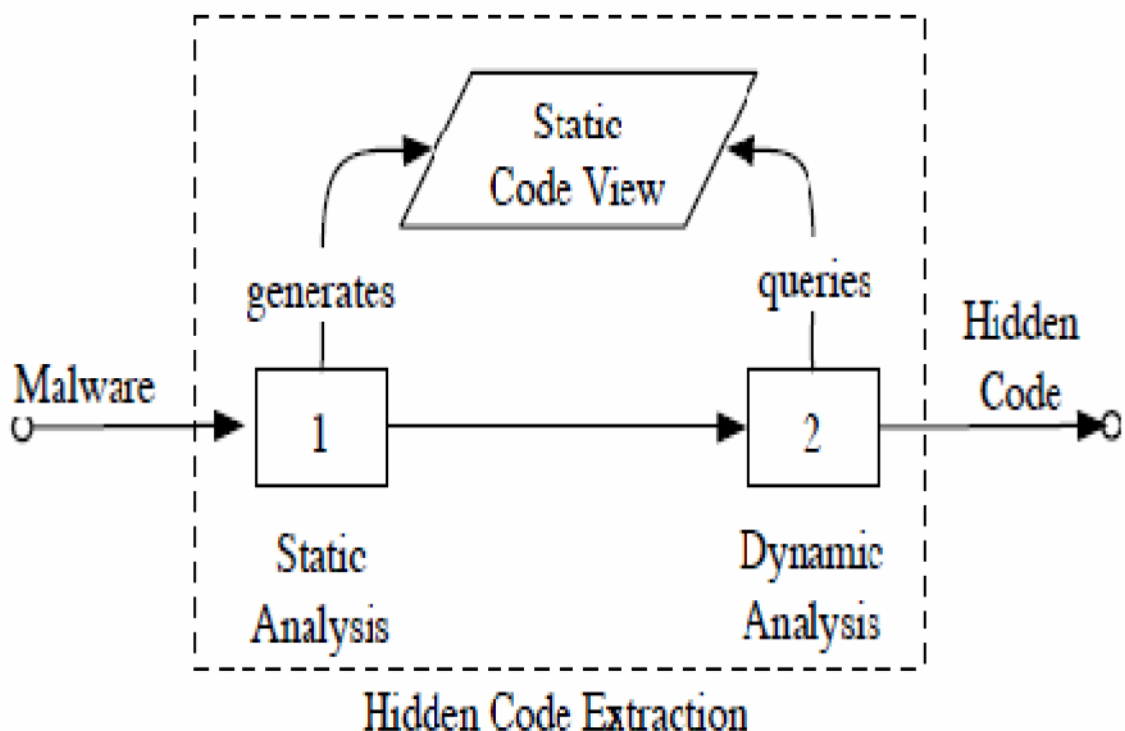 Static
Code View
generates
queries
Hidden
Code
Malware
1
2
Static
Analysis
Dynamic
Analysis
Hidden Code Extraction